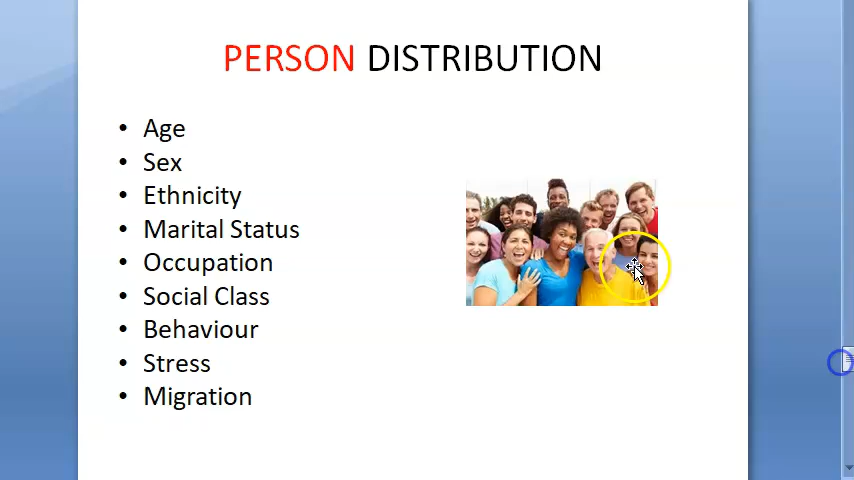 PERSON DISTRIBUTION
• Age
• Sex
• Ethnicity
• Marital Status
• Occupation
• Social Class
• Behaviour
• Stress
• Migration